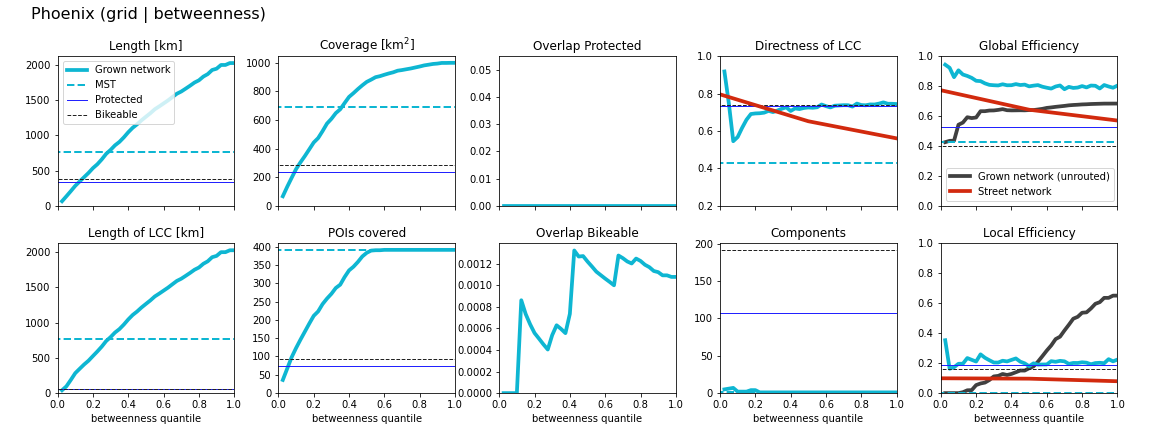 Phoenix (grid | betweenness)
Length [km]
2000
1500
1000
500
0
Grown network
MST
Protected
Bikeable
Coverage [km²]
1000
800
600
400
200
0
Overlap Protected
0.05
0.04
0.03
0.02
0.01
0.00
Directness of LCC
1.0
0.8
0.6
0.4
0.2
Global Efficiency
1.0
0.8
0.6
0.4
0.2
0.0
Grown network (unrouted)
Street network
Length of LCC [km]
2000
1500
1000
500
0
0.0 0.2 0.4 0.6 0.8 1.0
betweenness quantile
POIs covered
400
350
300
250
200
150
100
50
0
0.0 0.2 0.4 0.6 0.8 1.0
betweenness quantile
Overlap Bikeable
0.0012
0.0010
0.0008
0.0006
0.0004
0.0002
0.0000
0.0 0.2 0.4 0.6 0.8 1.0
betweenness quantile
Components
200
150
100
50
0
0.0 0.2 0.4 0.6 0.8 1.0
betweenness quantile
Local Efficiency
1.0
0.8
0.6
0.4
0.2
0.0
0.0 0.2 0.4 0.6 0.8 1.0
betweenness quantile